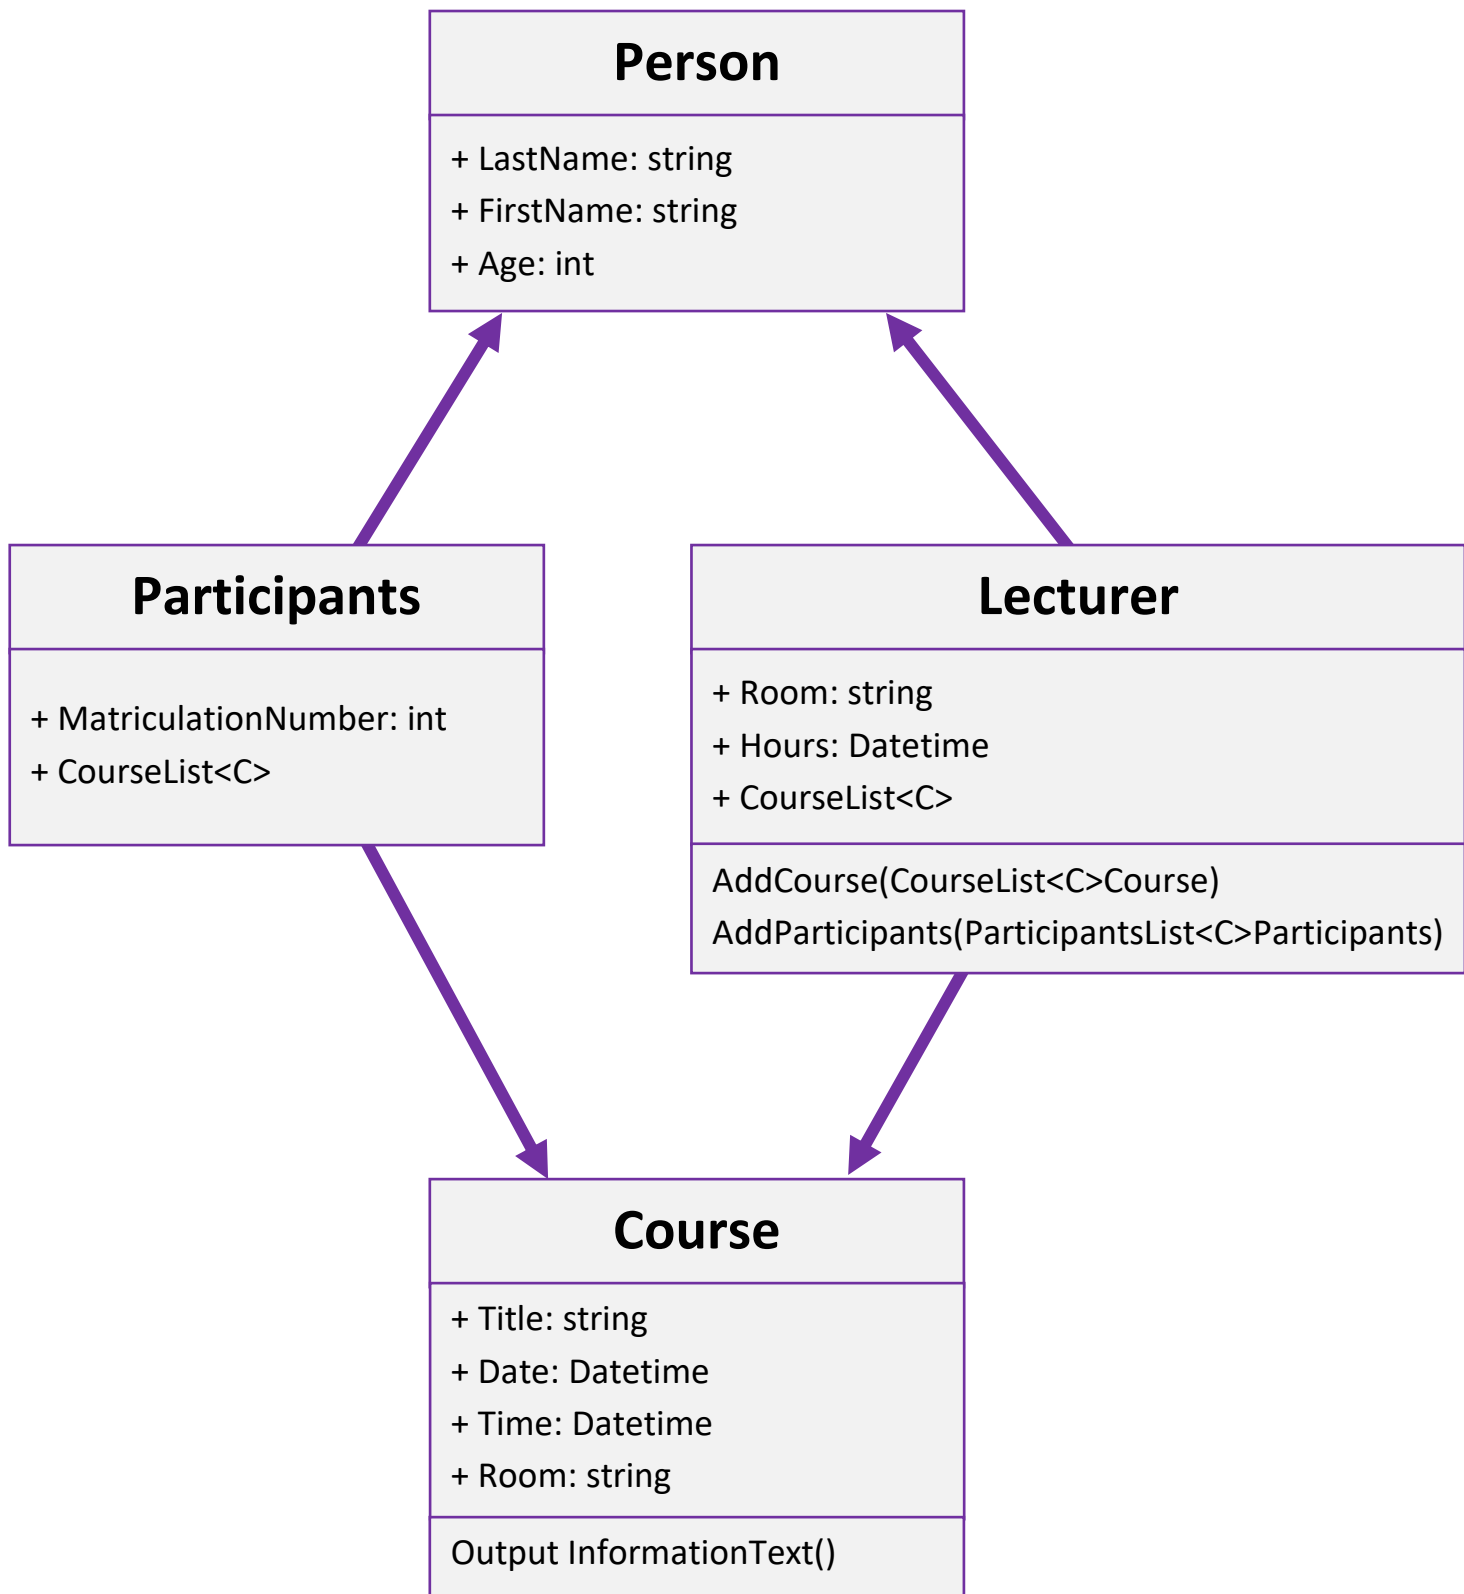 Person
+ LastName: string
+ FirstName: string
+ Age: int
Participants
+ MatriculationNumber: int
+ CourseList<C>
Lecturer
+ Room: string
+ Hours: Datetime
+ CourseList<C>
AddCourse(CourseList<C>Course)
AddParticipants(ParticipantsList<C>Participants)
Course
+ Title: string
+ Date: Datetime
+ Time: Datetime
+ Room: string
Output InformationText()